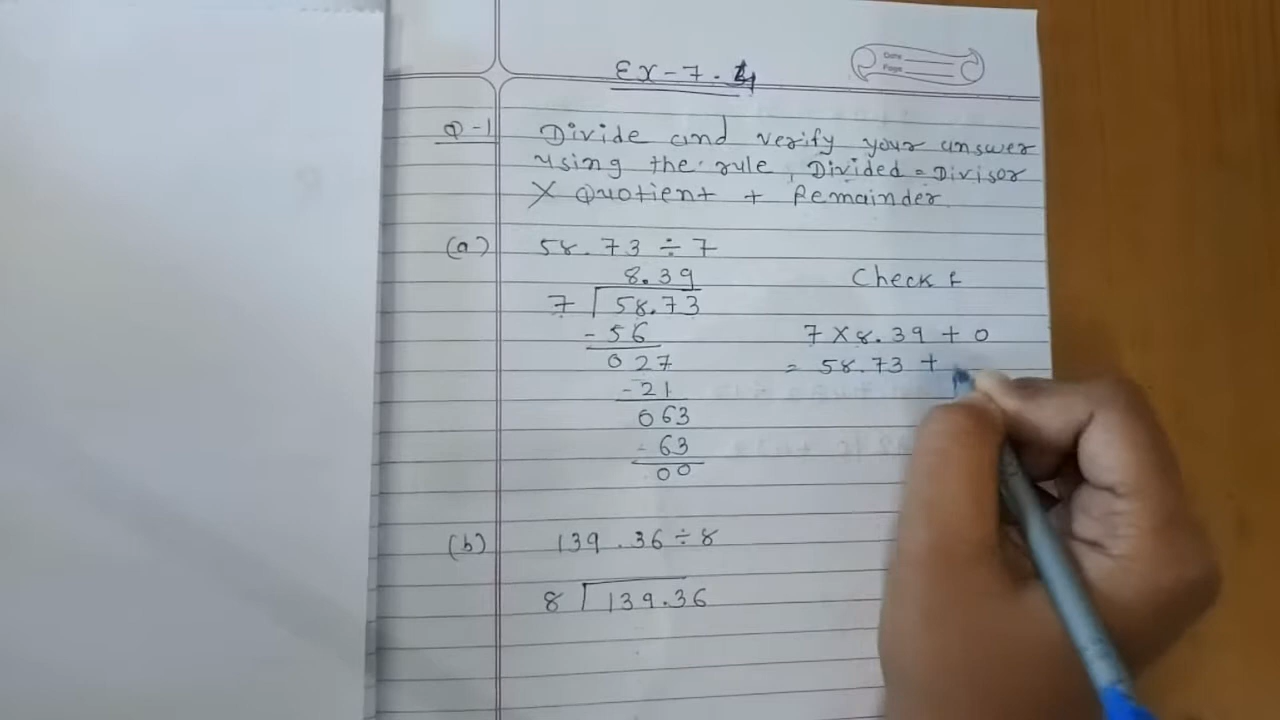 Ex - 7.4
Date
Page
Q-1 Divide and verify your answer
using the rule, Divided = Divisor
X Quotient + Remainder.
(a) 58.73 ÷ 7
8.39
7 58.73
- 56
027
- 21
063
- 63
00
Check
7 X 8.39 + 0
= 58.73 +
(b) 139.36 ÷ 8
8 139.36